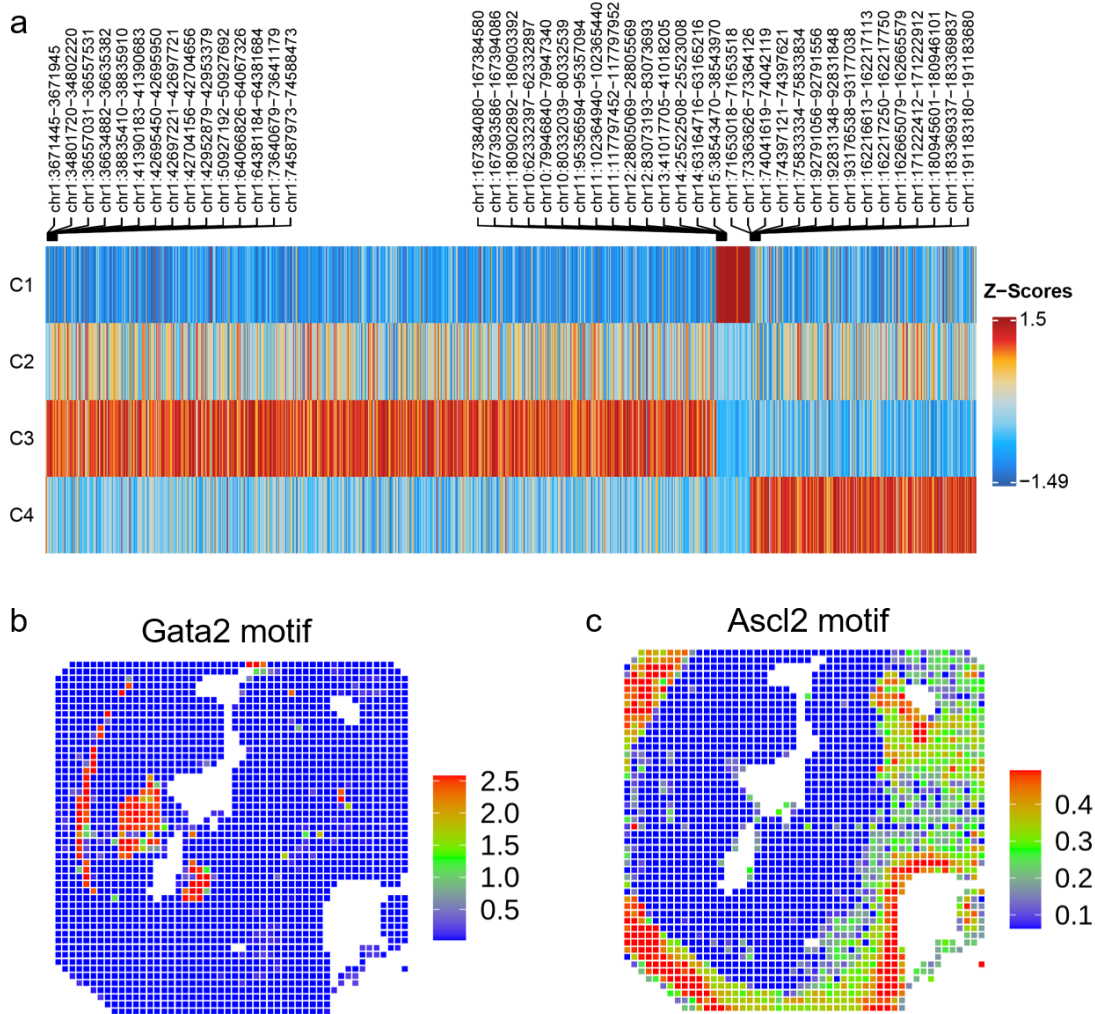 a
chr1:3671445-3671945
chr1:34801720-34802220
chr1:36557031-36557531
chr1:36634882-36635382
chr1:38835410-38835910
chr1:41390183-41390683
chr1:42695450-42695950
chr1:42697221-42697721
chr1:42704156-42704656
chr1:42952879-42953379
chr1:50927192-50927692
chr1:64066826-64067326
chr1:64381184-64381684
chr1:73640679-73641179
chr1:74587973-74588473
chr1:167384080-167384580
chr1:167393586-167394086
chr1:180902892-180903392
chr10:62332397-62332897
chr10:79946840-79947340
chr10:80332039-80332539
chr11:95356594-95357094
chr11:102364940-102365440
chr11:117797452-117797952
chr12:28805069-28805569
chr12:83073193-83073693
chr13:41017705-41018205
chr14:25522508-25523008
chr14:63164716-63165216
chr15:38543470-38543970
chr1:71653018-71653518
chr1:73363626-73364126
chr1:74041619-74042119
chr1:74397121-74397621
chr1:75833334-75833834
chr1:92791056-92791556
chr1:92831348-92831848
chr1:93176538-93177038
chr1:162216613-162217113
chr1:162217250-162217750
chr1:162665079-162665579
chr1:171222412-171222912
chr1:180945601-180946101
chr1:183369337-183369837
chr1:191183180-191183680
C1
C2
C3
C4
Z-Scores
1.5
-1.49
b
Gata2 motif
2.5
2.0
1.5
1.0
0.5
c
Ascl2 motif
0.4
0.3
0.2
0.1